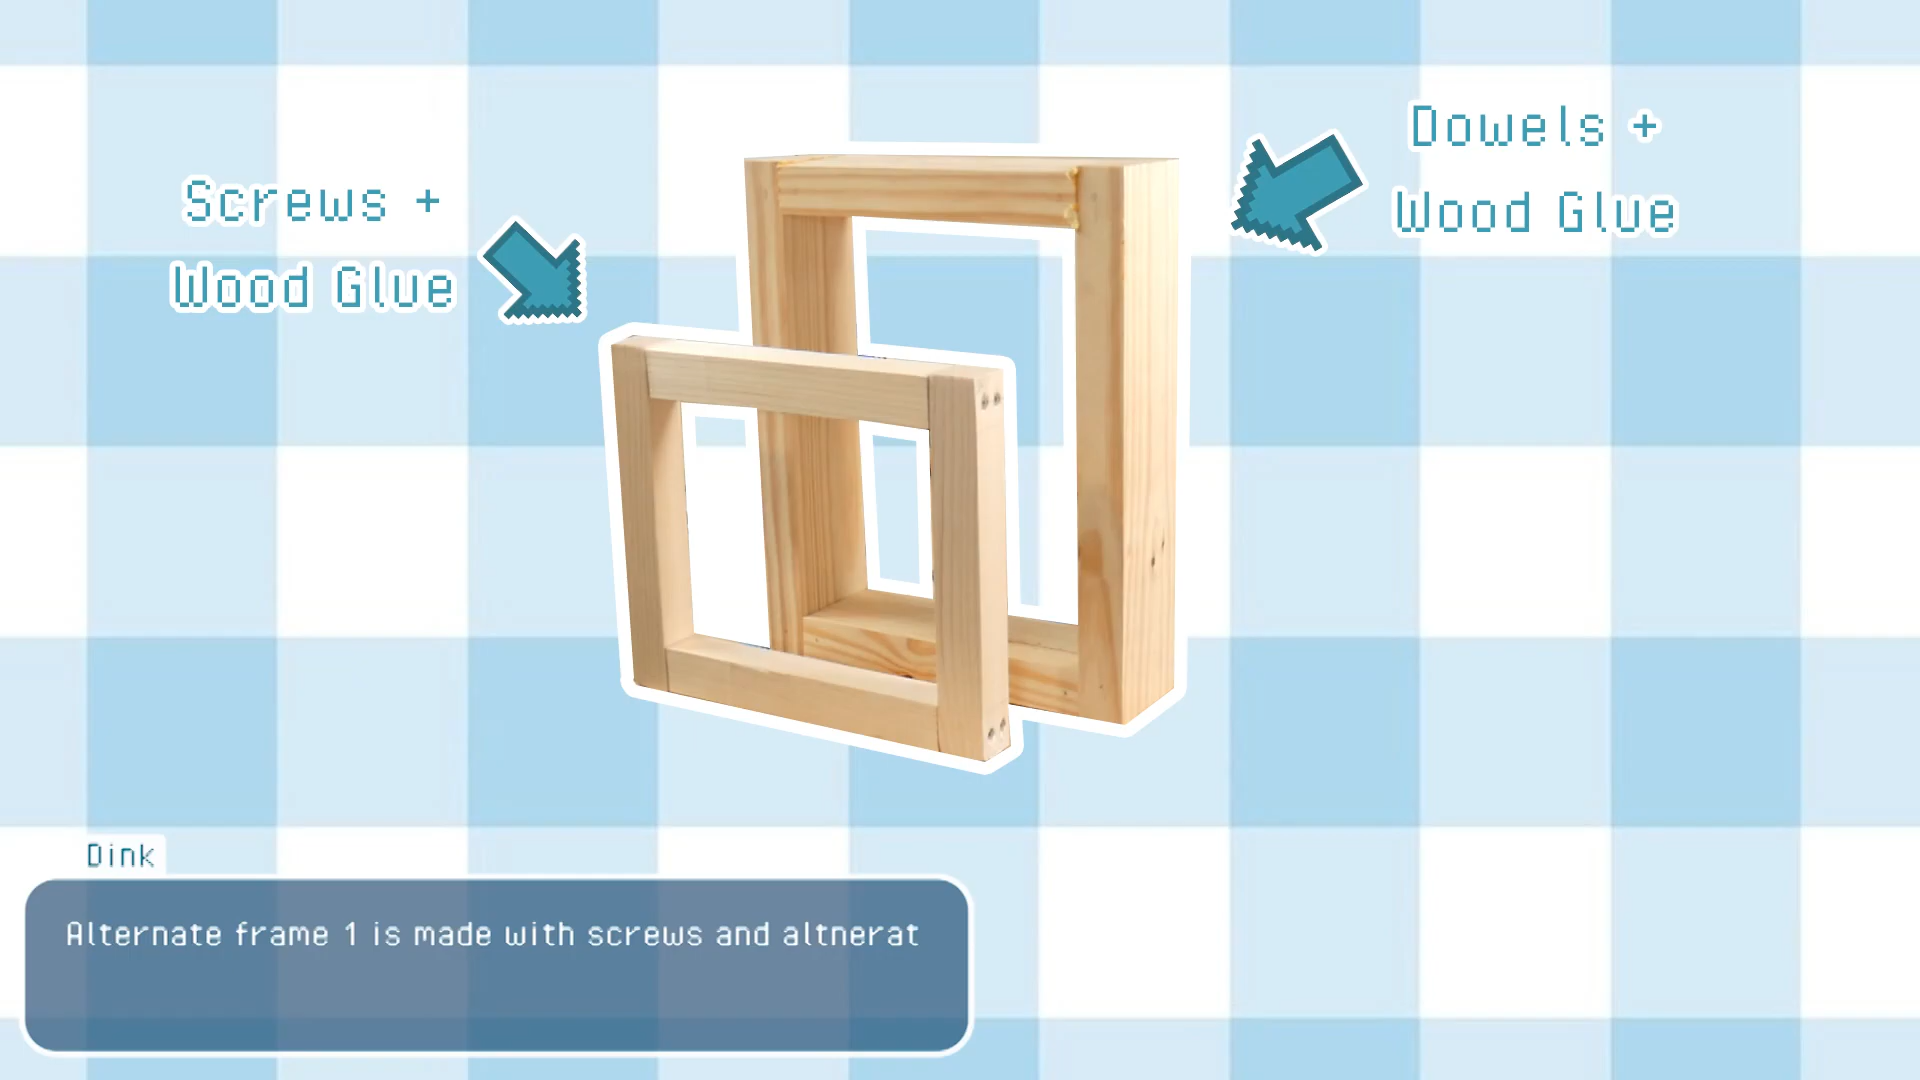 Screws +
Wood Glue
Dowels +
Wood Glue
Dink
Alternate frame 1 is made with screws and altnerat